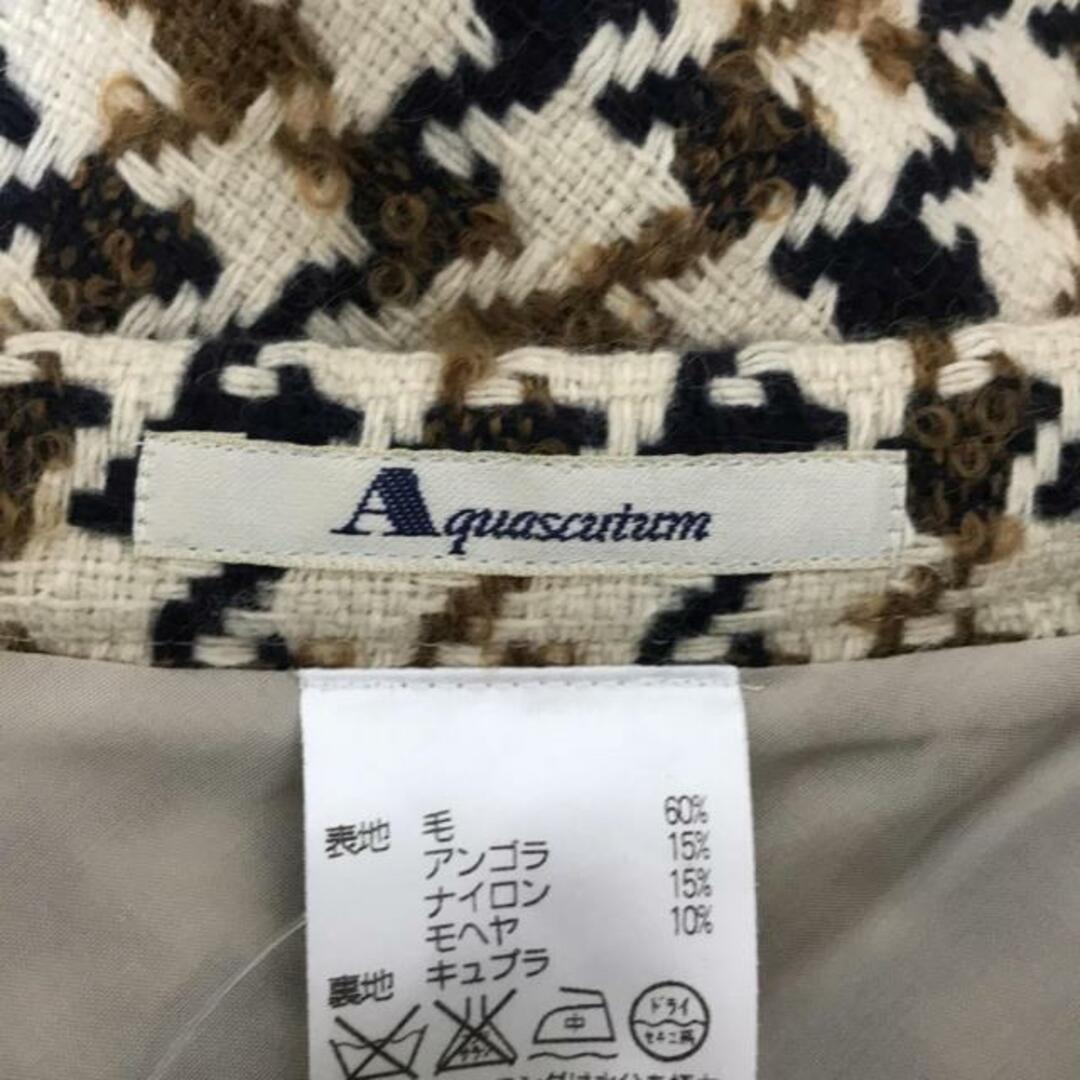 Aquascutum
表地 毛 60%
アンゴラ 15%
ナイロン 15%
モヘヤ 10%
裏地 キュプラ
中
ドライ
セキユ系